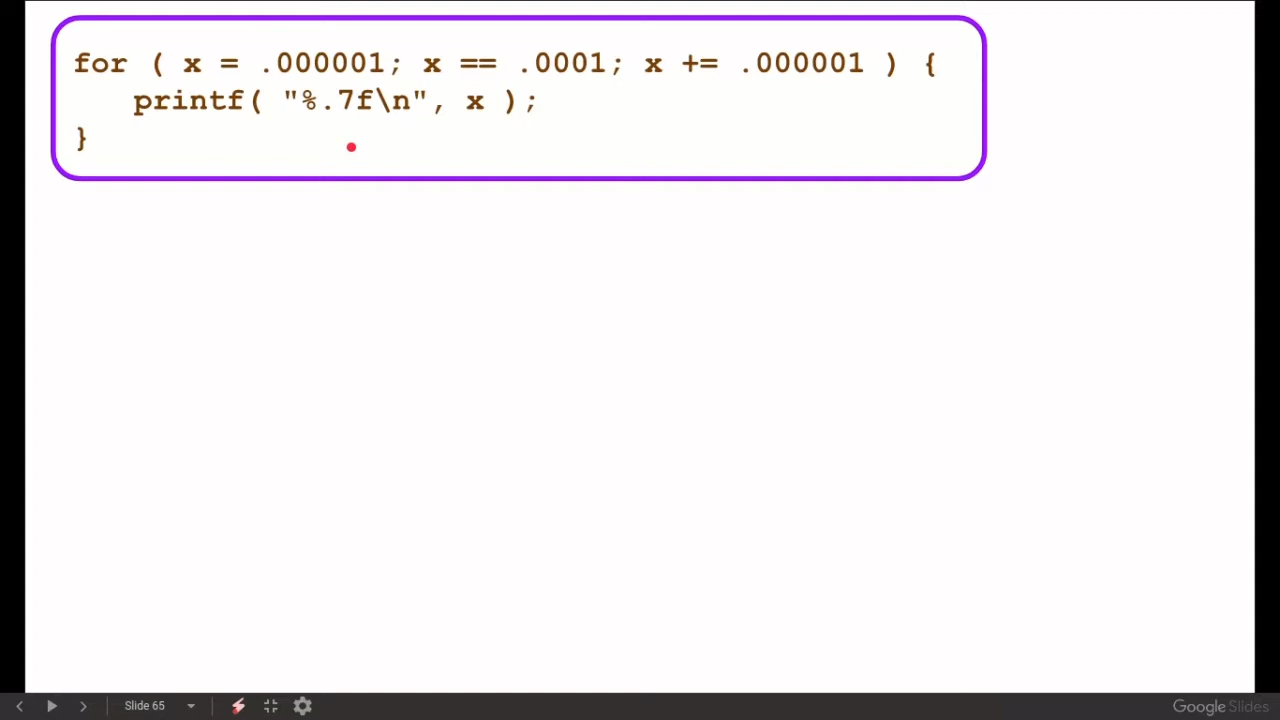 for ( x = .000001; x == .0001; x += .000001 ) {
printf( "%.7f\n", x );
}
Slide 65
Google Slides